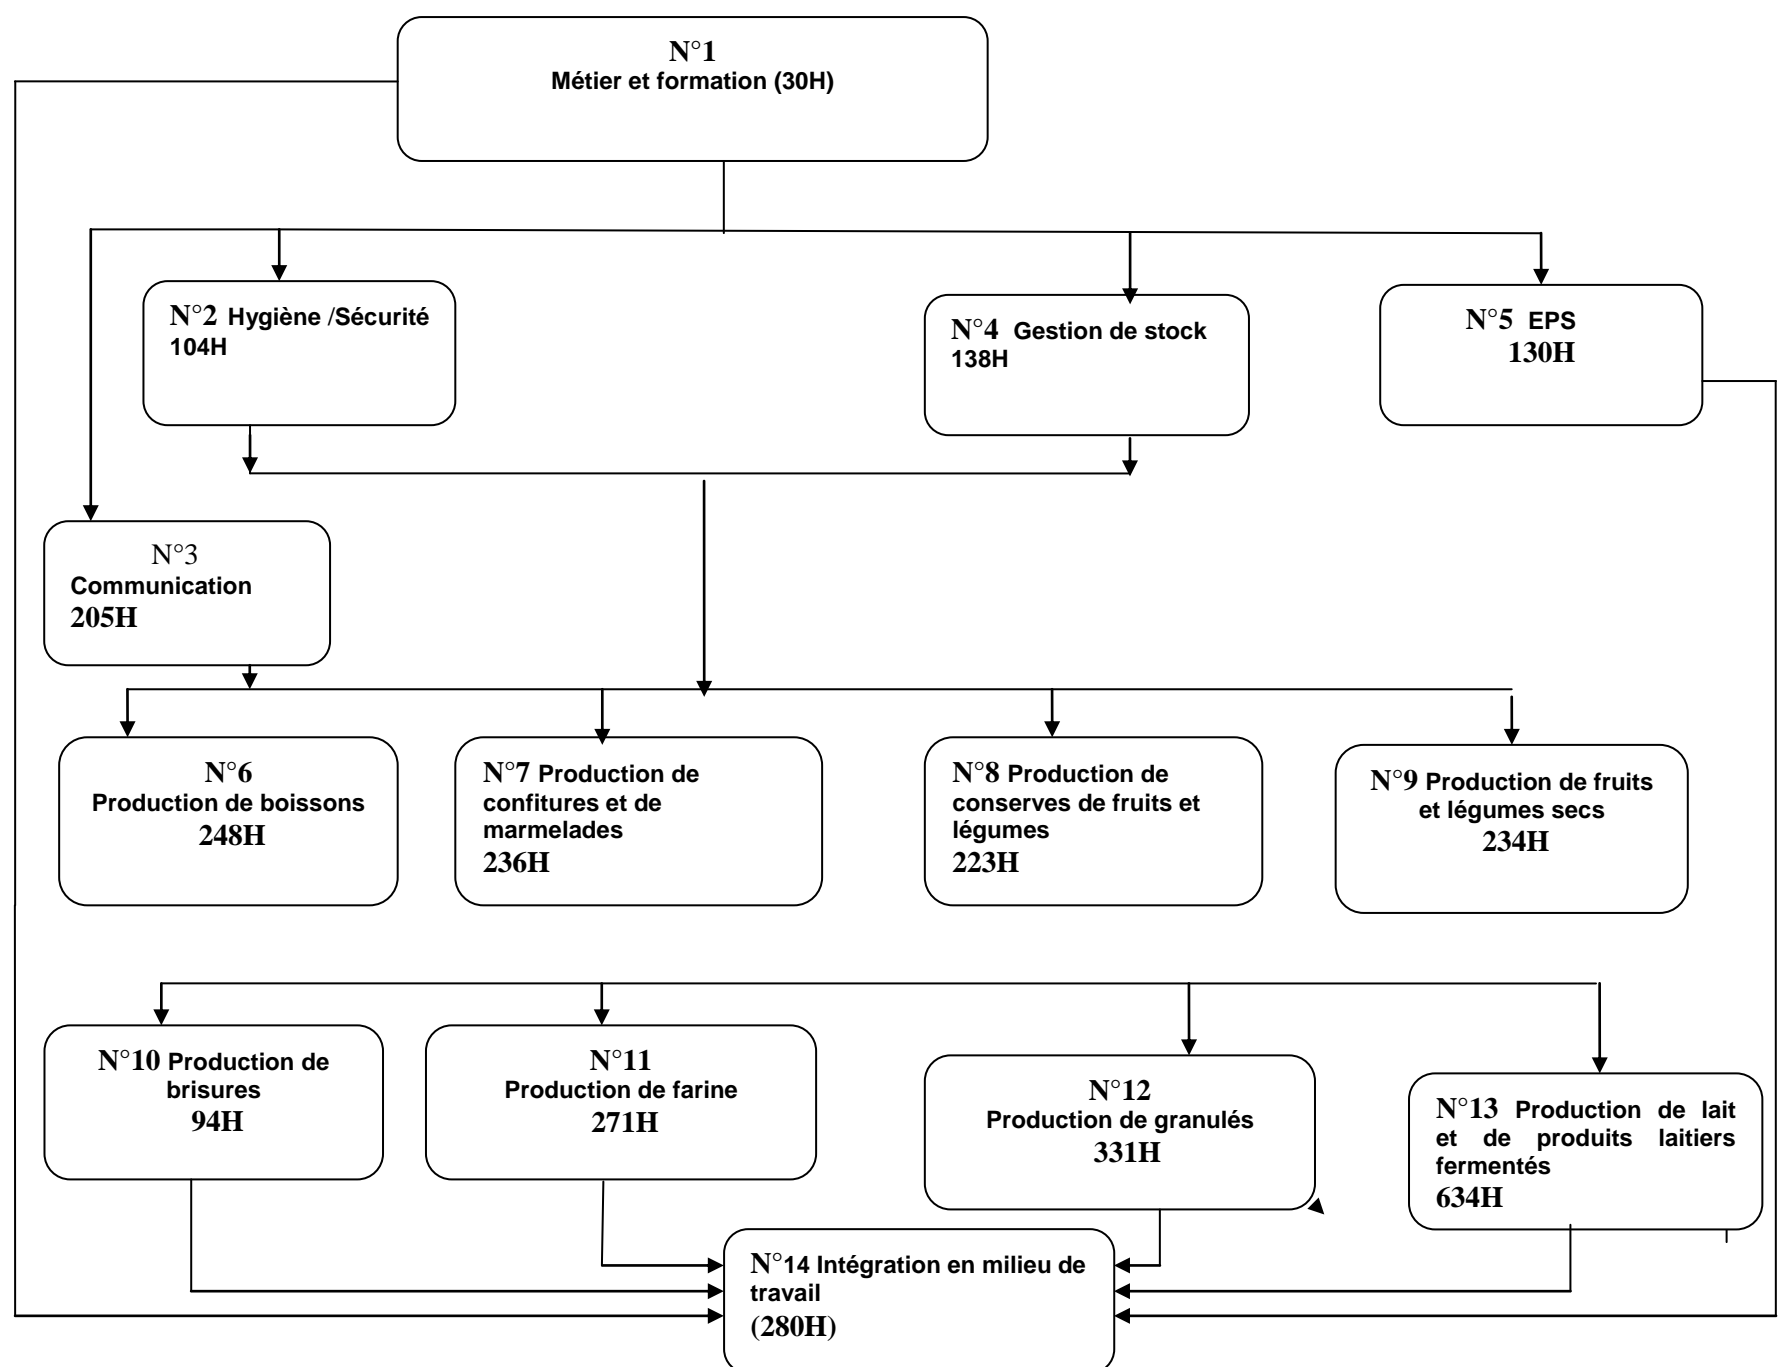 N°1
Métier et formation (30H)
N°2 Hygiène /Sécurité
104H
N°4 Gestion de stock
138H
N°5 EPS
130H
N°3
Communication
205H
N°6
Production de boissons
248H
N°7 Production de
confitures et de
marmelades
236H
N°8 Production de
conserves de fruits et
légumes
223H
N°9 Production de fruits
et légumes secs
234H
N°10 Production de
brisures
94H
N°11
Production de farine
271H
N°12
Production de granulés
331H
N°13 Production de lait
et de produits laitiers
fermentés
634H
N°14 Intégration en milieu de
travail
(280H)